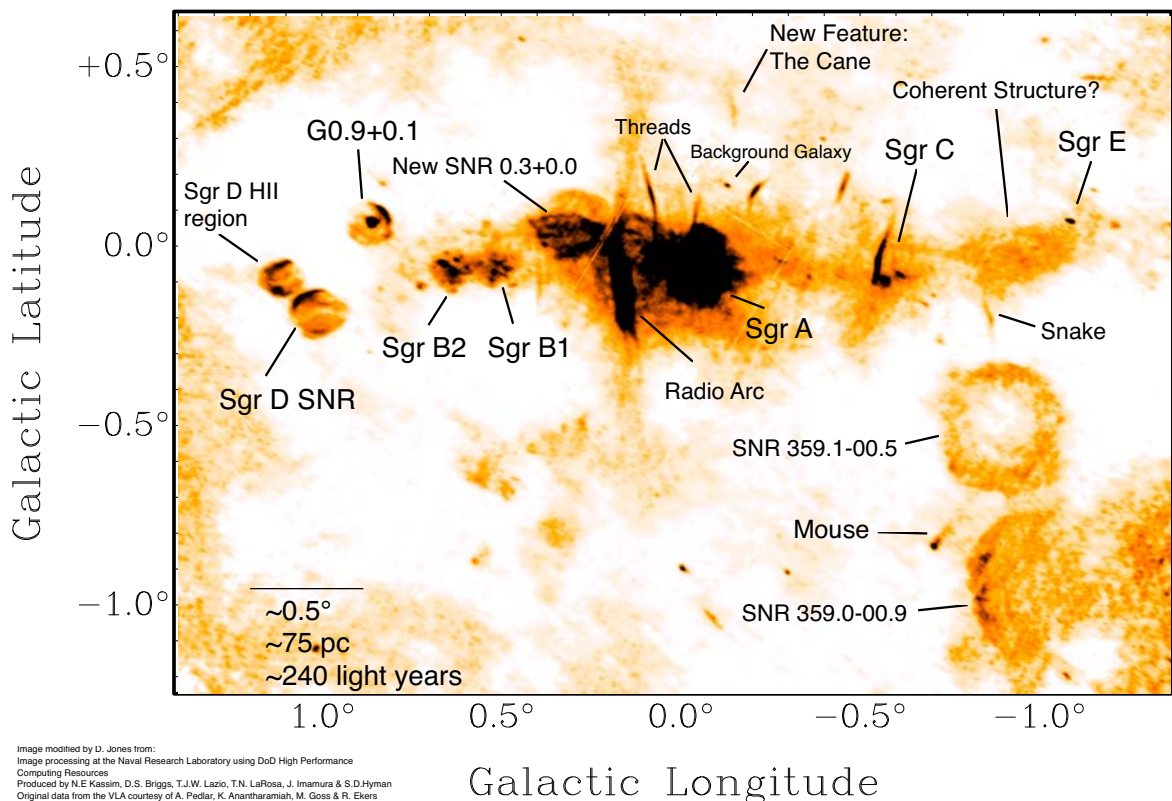 New Feature:
The Cane
+0.5°
Coherent Structure?
G0.9+0.1
Threads
Background Galaxy
Sgr C
Sgr E
New SNR 0.3+0.0
Sgr D HII
region
0.0°
Galactic Latitude
Sgr B2
Sgr B1
Sgr A
Snake
Sgr D SNR
Radio Arc
−0.5°
SNR 359.1-00.5
Mouse
−1.0°
~0.5°
SNR 359.0-00.9
~75 pc
~240 light years
1.0°
0.5°
0.0°
−0.5°
−1.0°
Galactic Longitude
Image modified by D. Jones from:
Image processing at the Naval Research Laboratory using DoD High Performance
Computing Resources
Produced by N.E Kassim, D.S. Briggs, T.J.W. Lazio, T.N. LaRosa, J. Imamura & S.D.Hyman
Original data from the VLA courtesy of A. Pedlar, K. Anantharamiah, M. Goss & R. Ekers